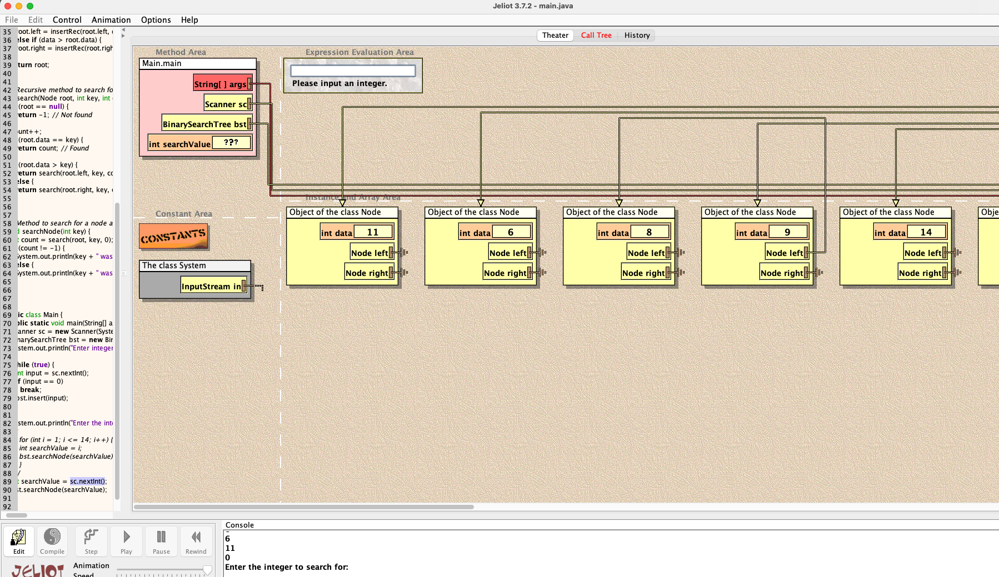 Jeliot 3.7.2 - main.java
File Edit Control Animation Options Help
35 root.left = insertRec(root.left,
36 else if (data > root.data) {
37 root.right = insertRec(root.righ
38
39 turn root;
40
41
42 Recursive method to search fo
43 search(Node root, int key, int
44 (root == null) {
45 return -1; // Not found
46
47 ount++;
48 (root.data == key) {
49 return count; // Found
50
51 (root.data > key) {
52 return search(root.left, key, co
53 else {
54 return search(root.right, key,
55
56
57
58 Method to search for a node a
59 d searchNode(int key) {
60 t count = search(root, key, 0);
61 (count != -1) {
62 System.out.println(key + " was
63 else {
64 System.out.println(key + " was
65
66
67
68
69 ic class Main {
70 blic static void main(String[] a
71 anner sc = new Scanner(Syste
72 narySearchTree bst = new Bin
73 stem.out.println("Enter integer
74
75 hile (true) {
76 nt input = sc.nextInt();
77 f (input == 0)
78 break;
79 bst.insert(input);
80
81
82 stem.out.println("Enter the inte
83
84 for (int i = 1; i <= 14; i++) {
85 int searchValue = i;
86 bst.searchNode(searchValue)
87 }
88 /
89 t searchValue = sc.nextInt();
90 st.searchNode(searchValue);
91
92
Theater Call Tree History
Method Area
Main.main
String[ ] args
Scanner sc
BinarySearchTree bst
int searchValue ???
Expression Evaluation Area
Please input an integer.
Constant Area
CONSTANTS
The class System
InputStream in
Instance and Array Area
Object of the class Node
int data 11
Node left
Node right
Object of the class Node
int data 6
Node left
Node right
Object of the class Node
int data 8
Node left
Node right
Object of the class Node
int data 9
Node left
Node right
Object of the class Node
int data 14
Node left
Node right
Obje
Edit Compile Step Play Pause Rewind
JELIOT
Animation
Speed
Console
6
11
0
Enter the integer to search for: